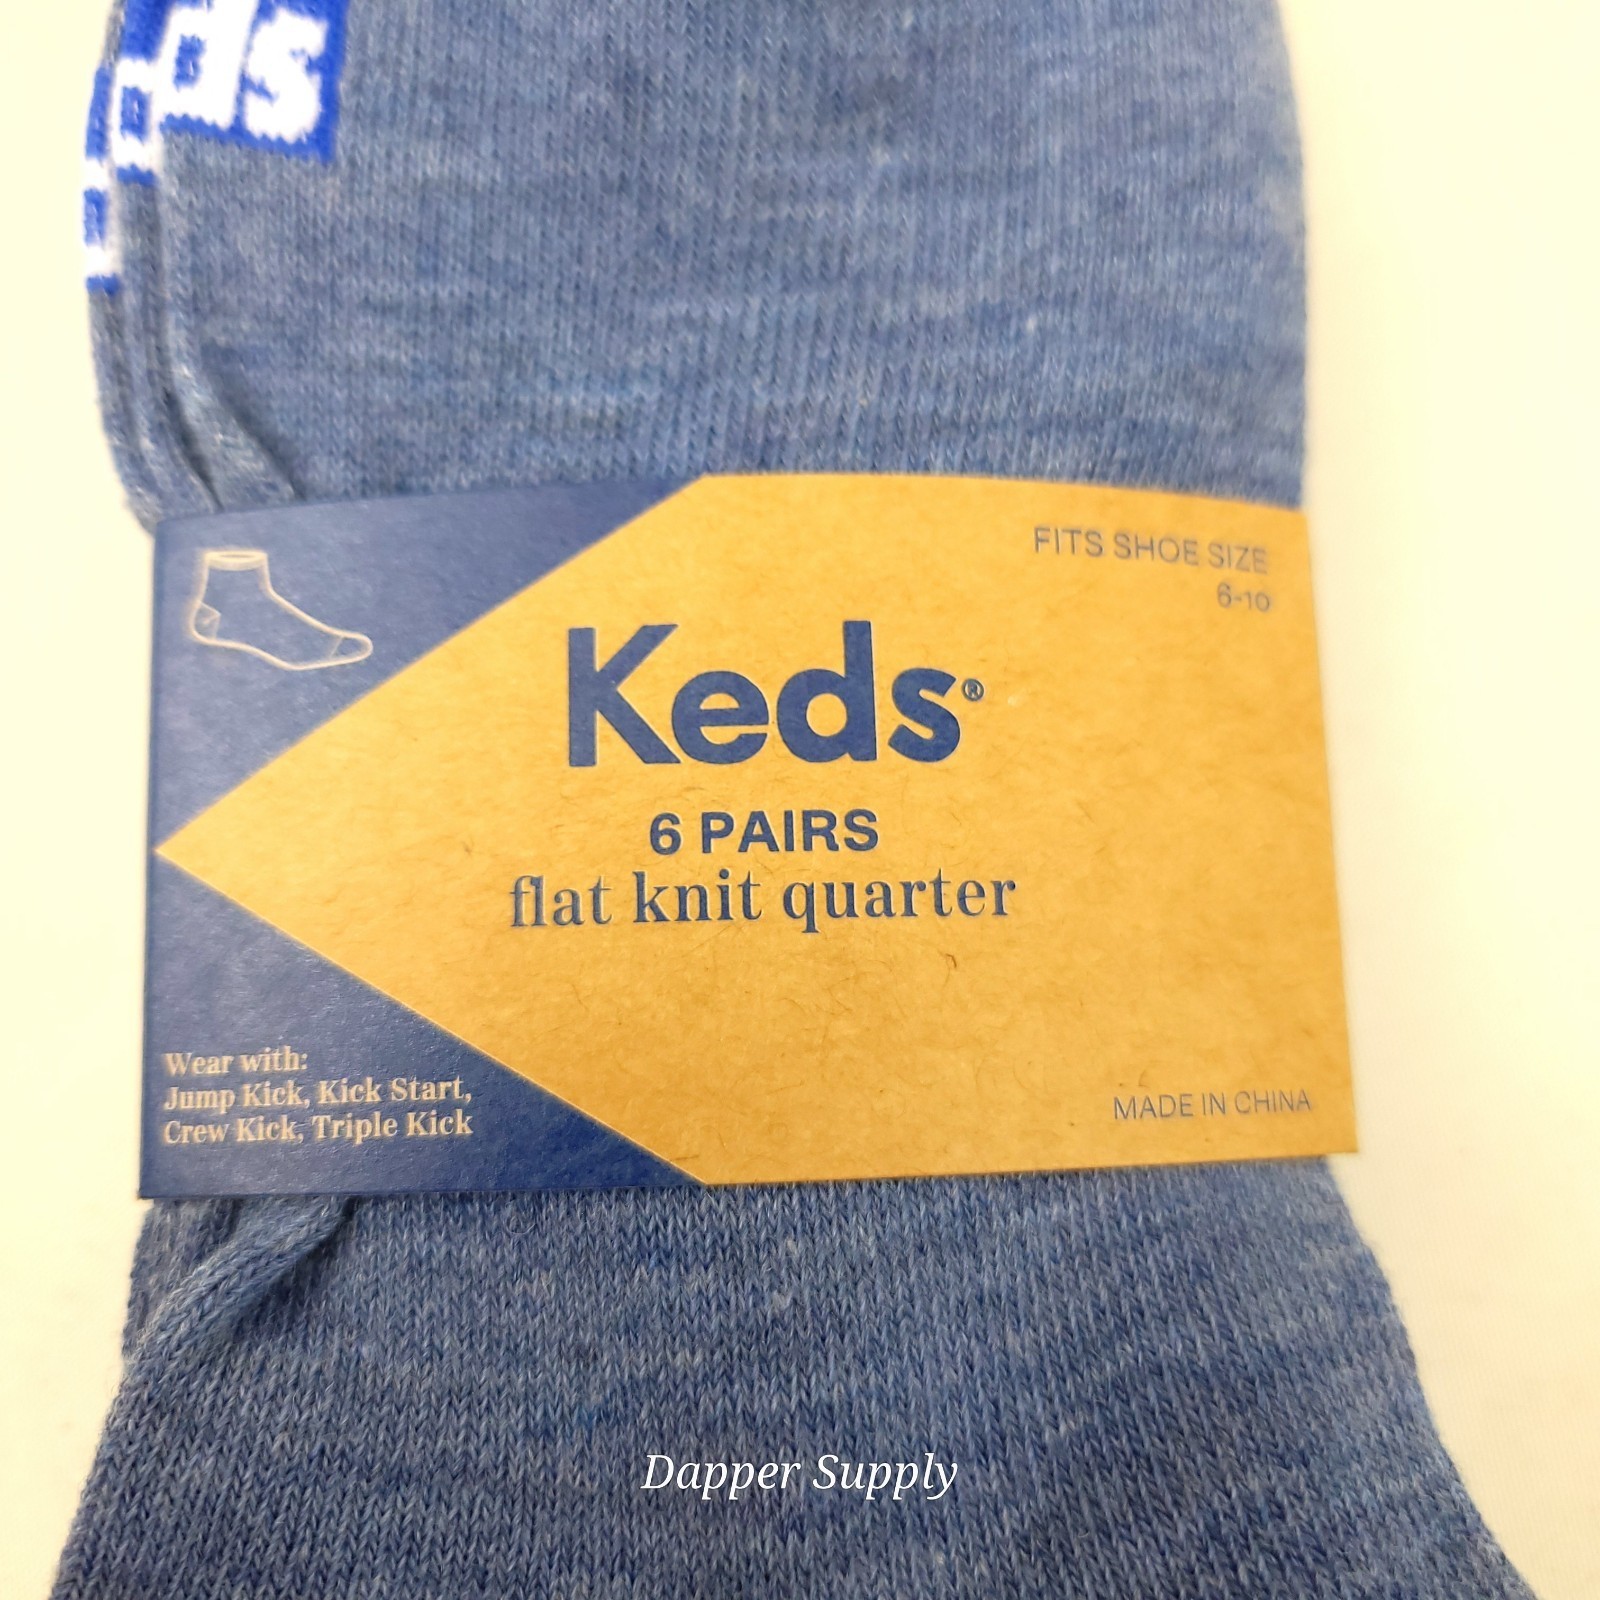 ds
FITS SHOE SIZE
6-10
Keds®
6 PAIRS
flat knit quarter
Wear with:
Jump Kick, Kick Start,
Crew Kick, Triple Kick
MADE IN CHINA
Dapper Supply